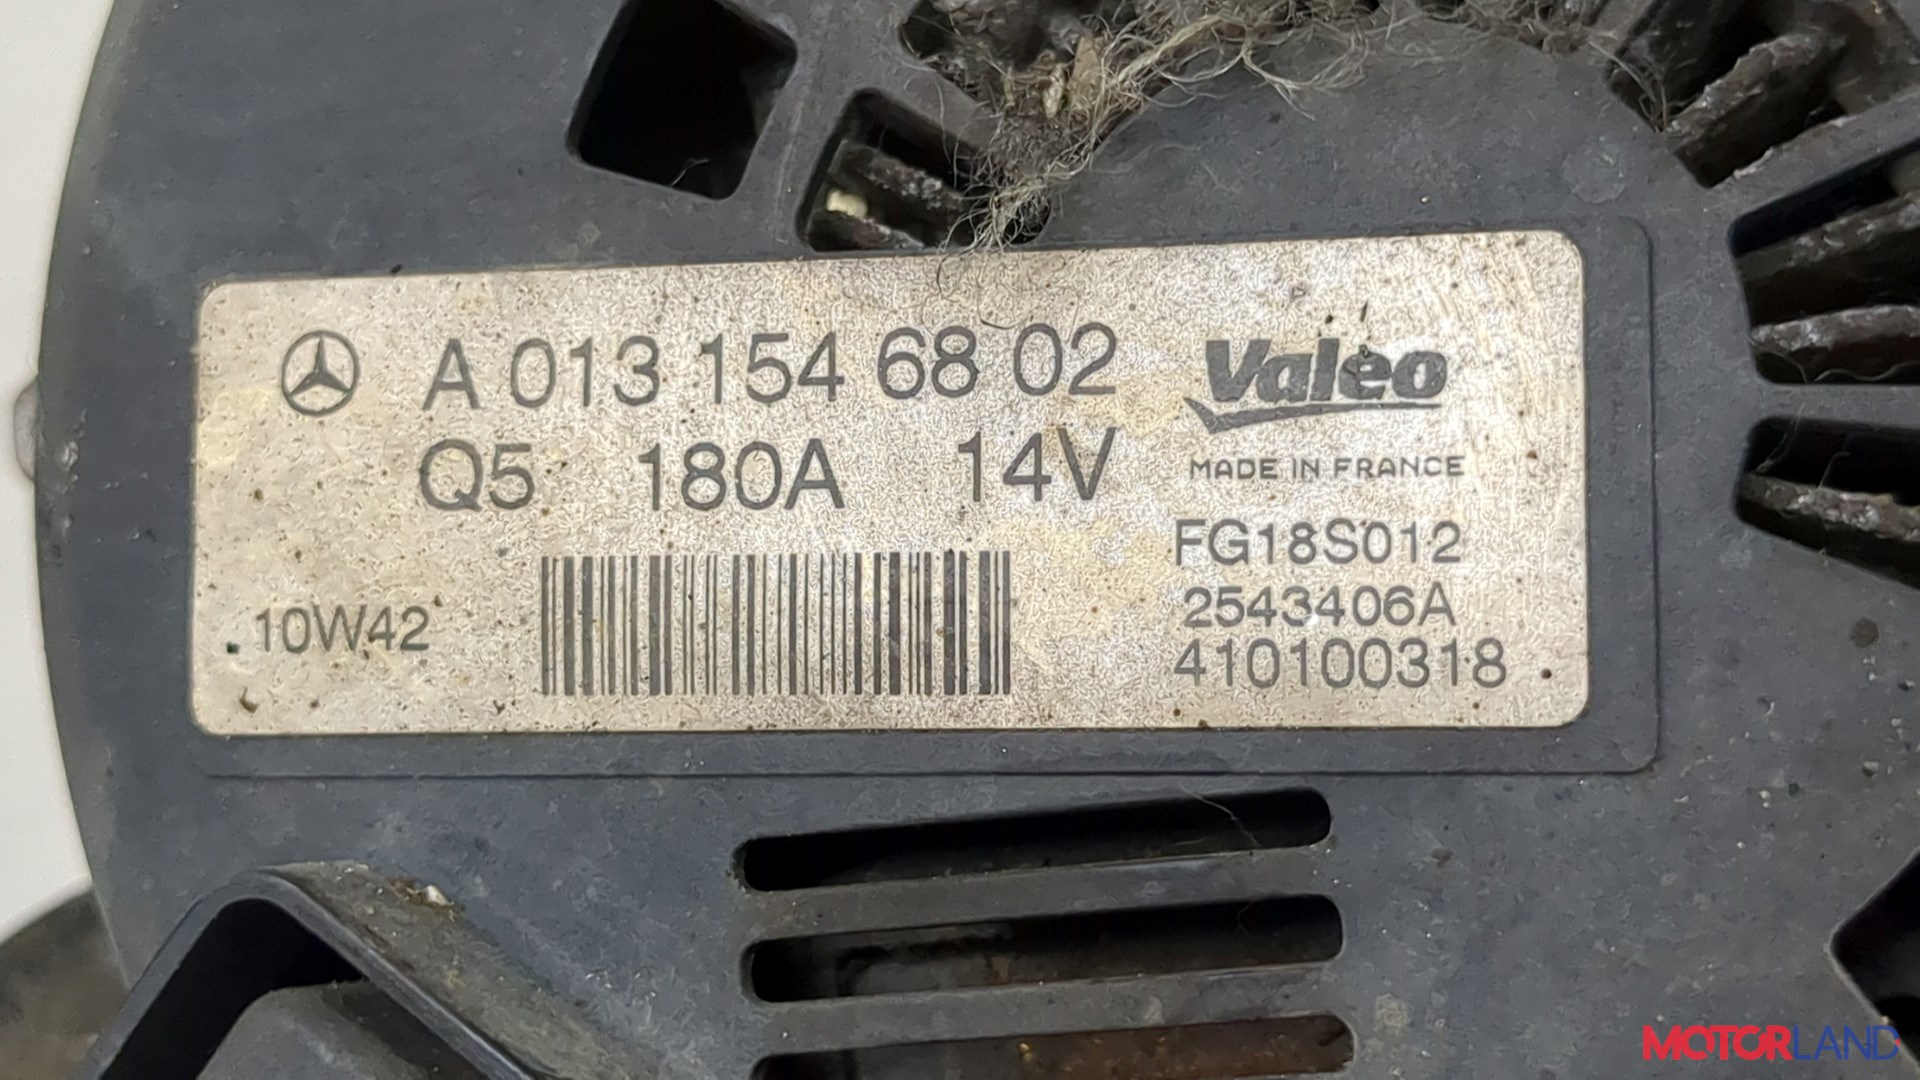 A 013 154 68 02
Q5 180A 14V
10W42
Valeo
MADE IN FRANCE
FG18S012
2543406A
410100318
MOTORLAND